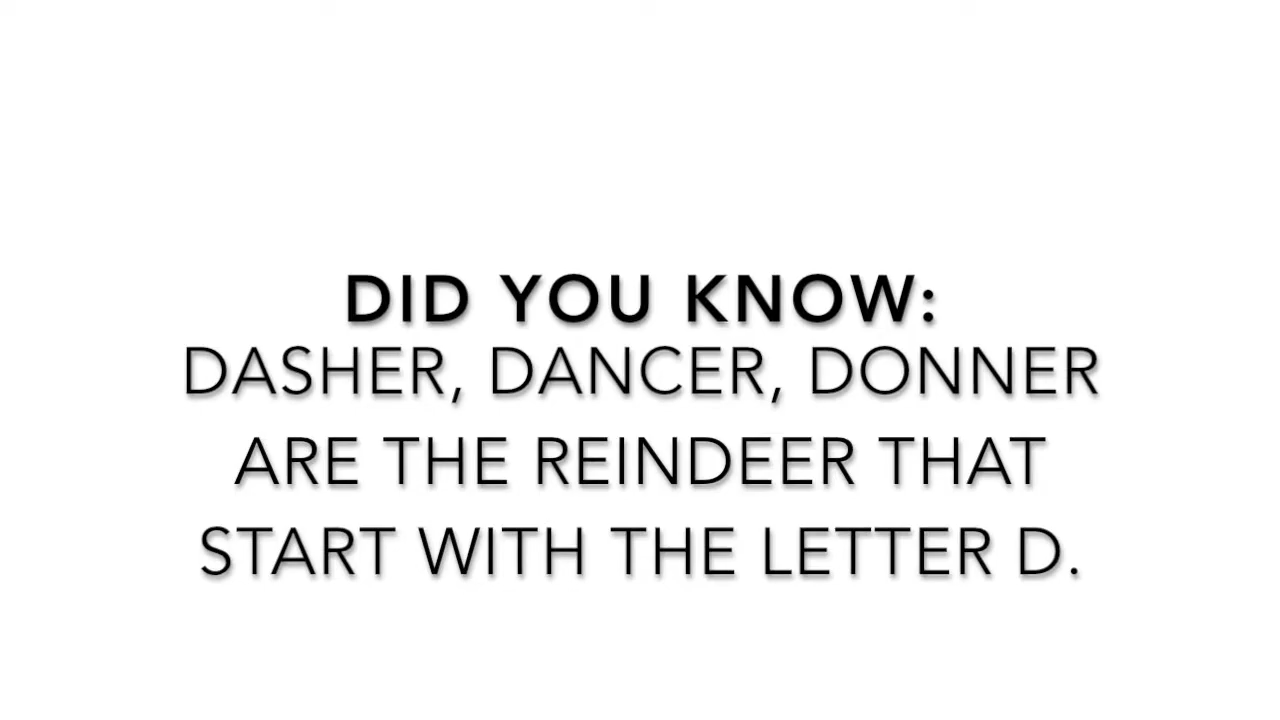 DID YOU KNOW:
DASHER, DANCER, DONNER
ARE THE REINDEER THAT
START WITH THE LETTER D.